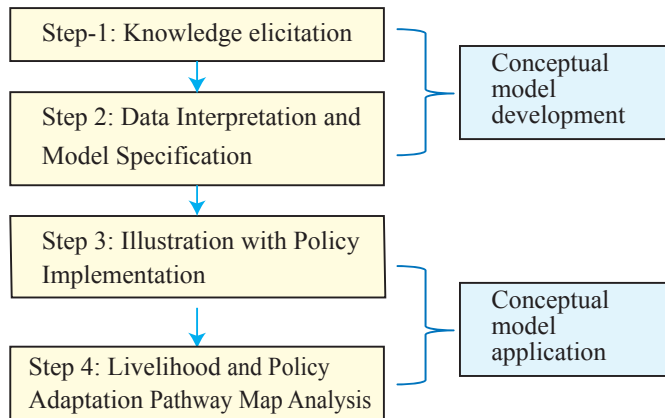 Step-1: Knowledge elicitation
Step 2: Data Interpretation and
Model Specification
Conceptual
model
development
Step 3: Illustration with Policy
Implementation
Step 4: Livelihood and Policy
Adaptation Pathway Map Analysis
Conceptual
model
application